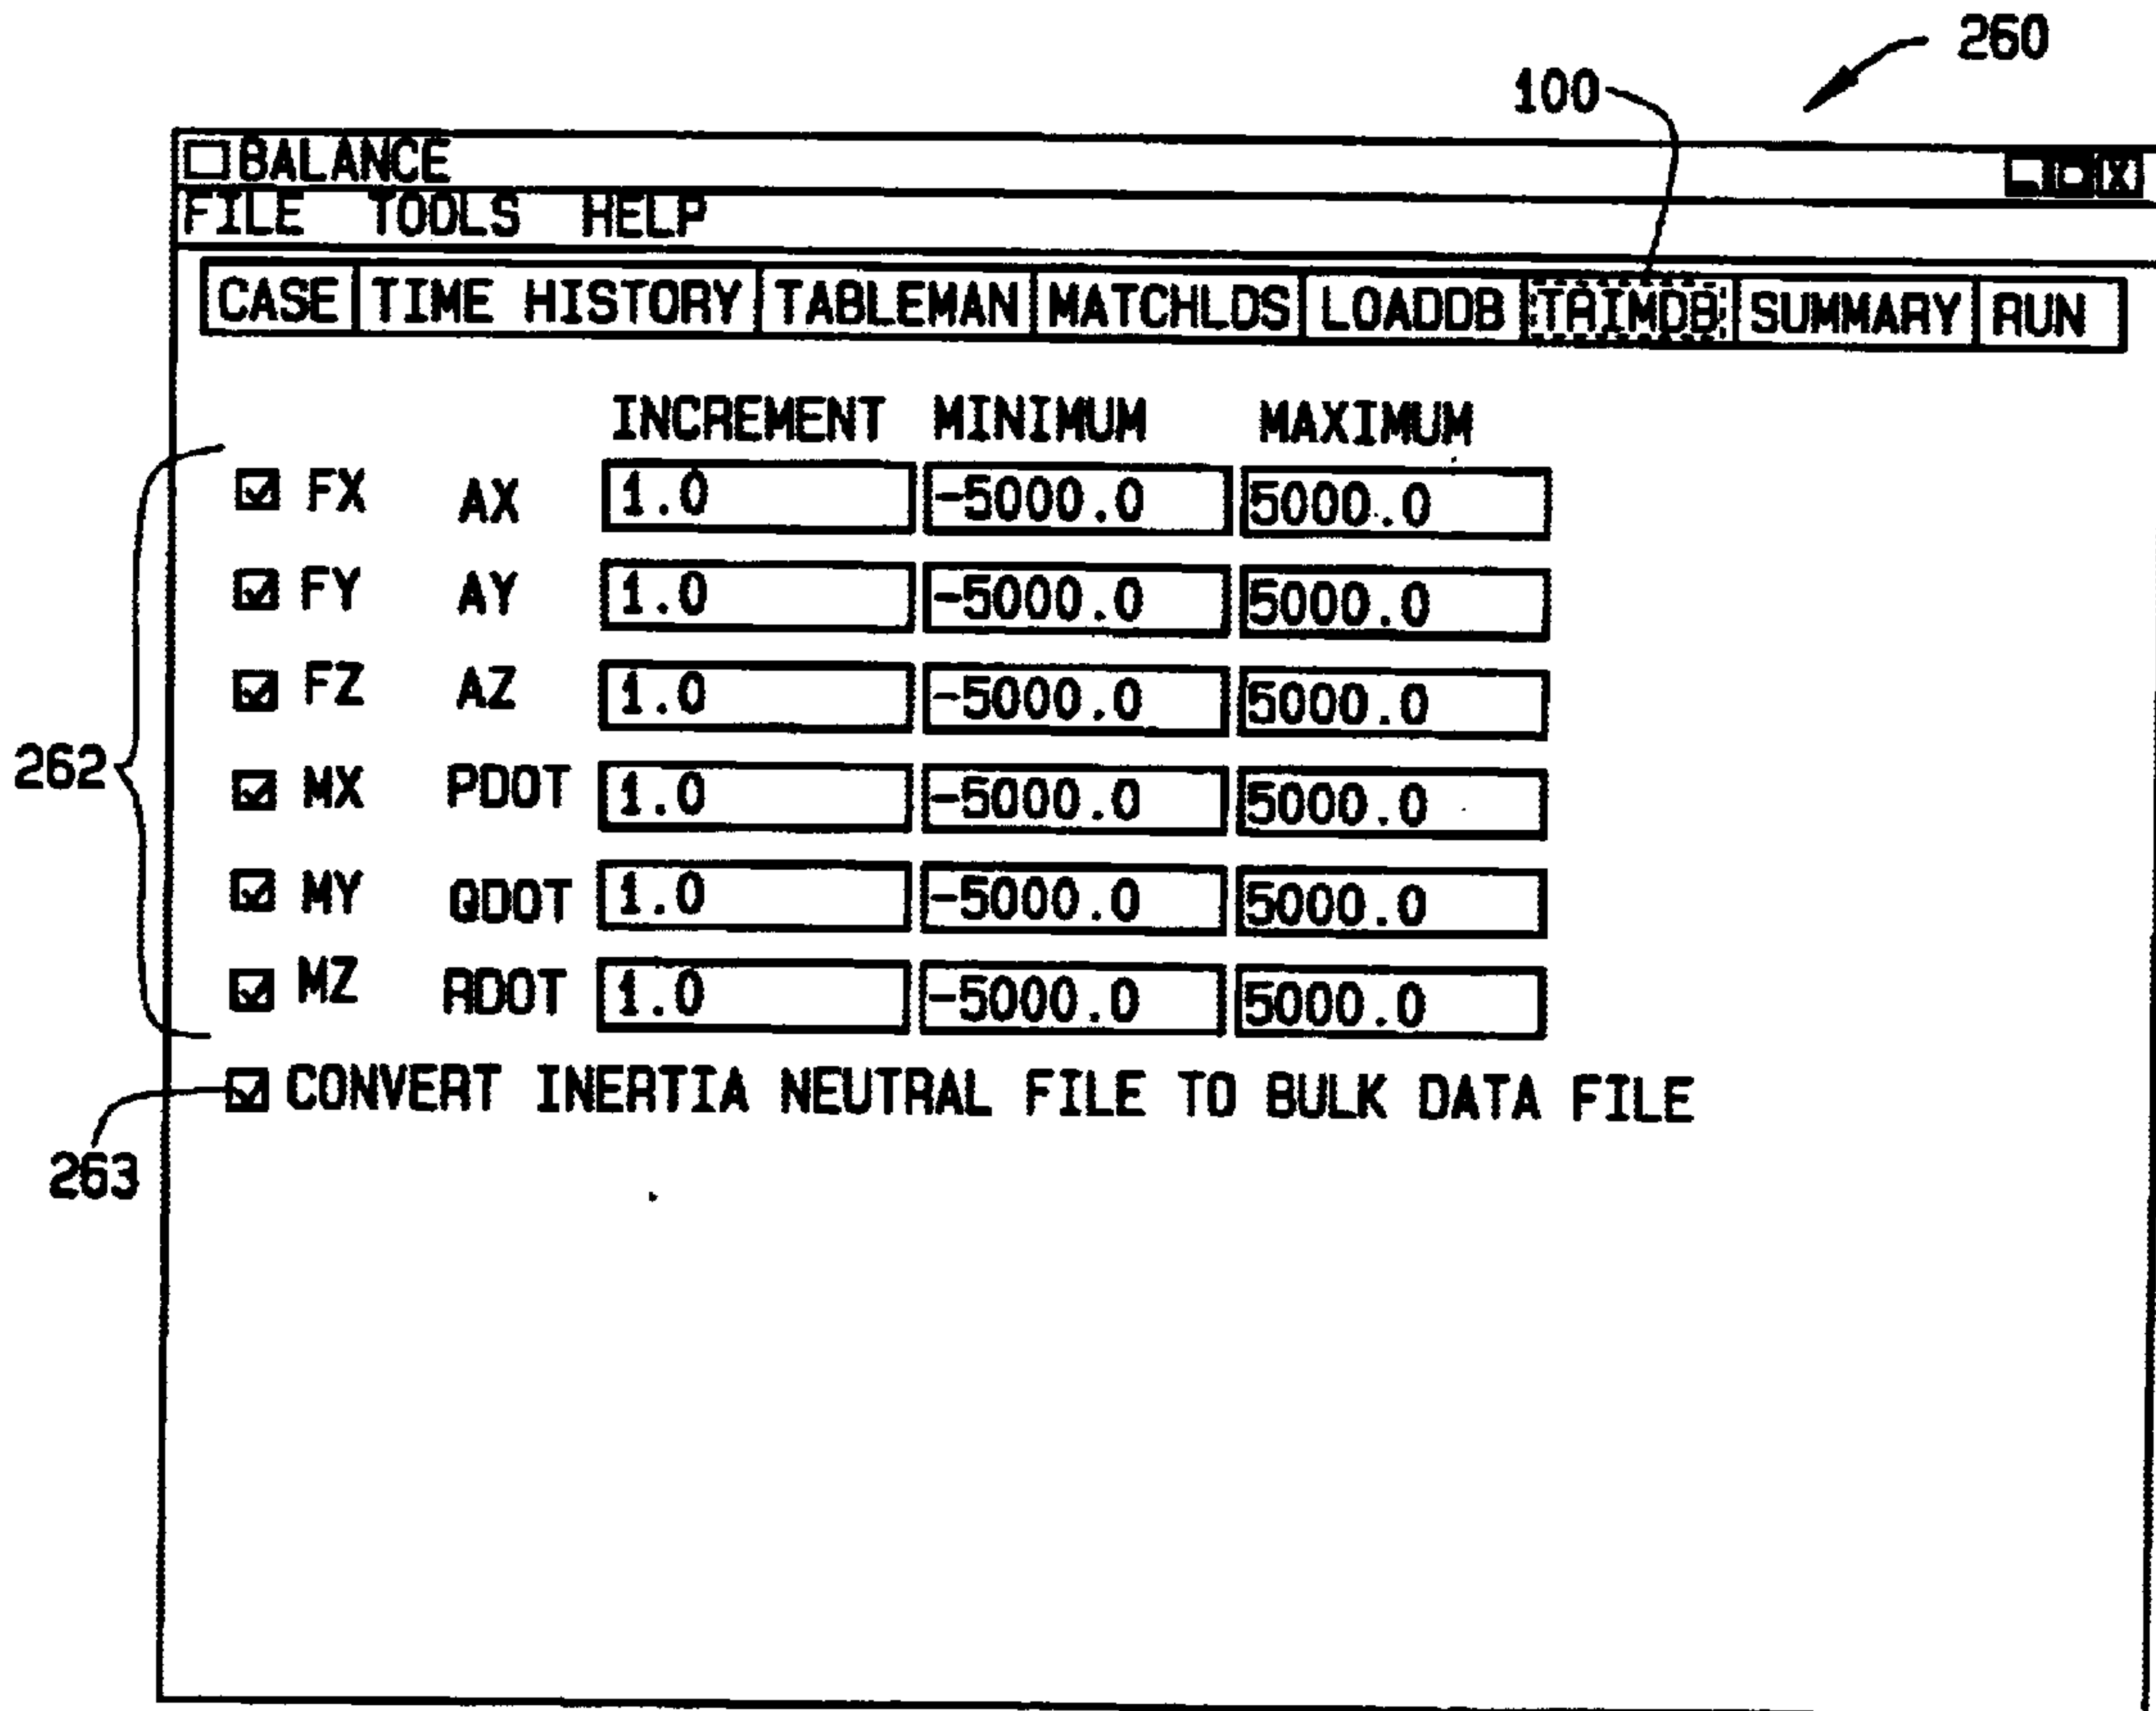 260
100
BALANCE
FILE TOOLS HELP
CASE TIME HISTORY TABLEMAN MATCHLDS LOADDB TRIMDB SUMMARY RUN
INCREMENT MINIMUM MAXIMUM
FX AX 1.0 -5000.0 5000.0
FY AY 1.0 -5000.0 5000.0
FZ AZ 1.0 -5000.0 5000.0
262
MX PDOT 1.0 -5000.0 5000.0
MY QDOT 1.0 -5000.0 5000.0
MZ RDOT 1.0 -5000.0 5000.0
CONVERT INERTIA NEUTRAL FILE TO BULK DATA FILE
263